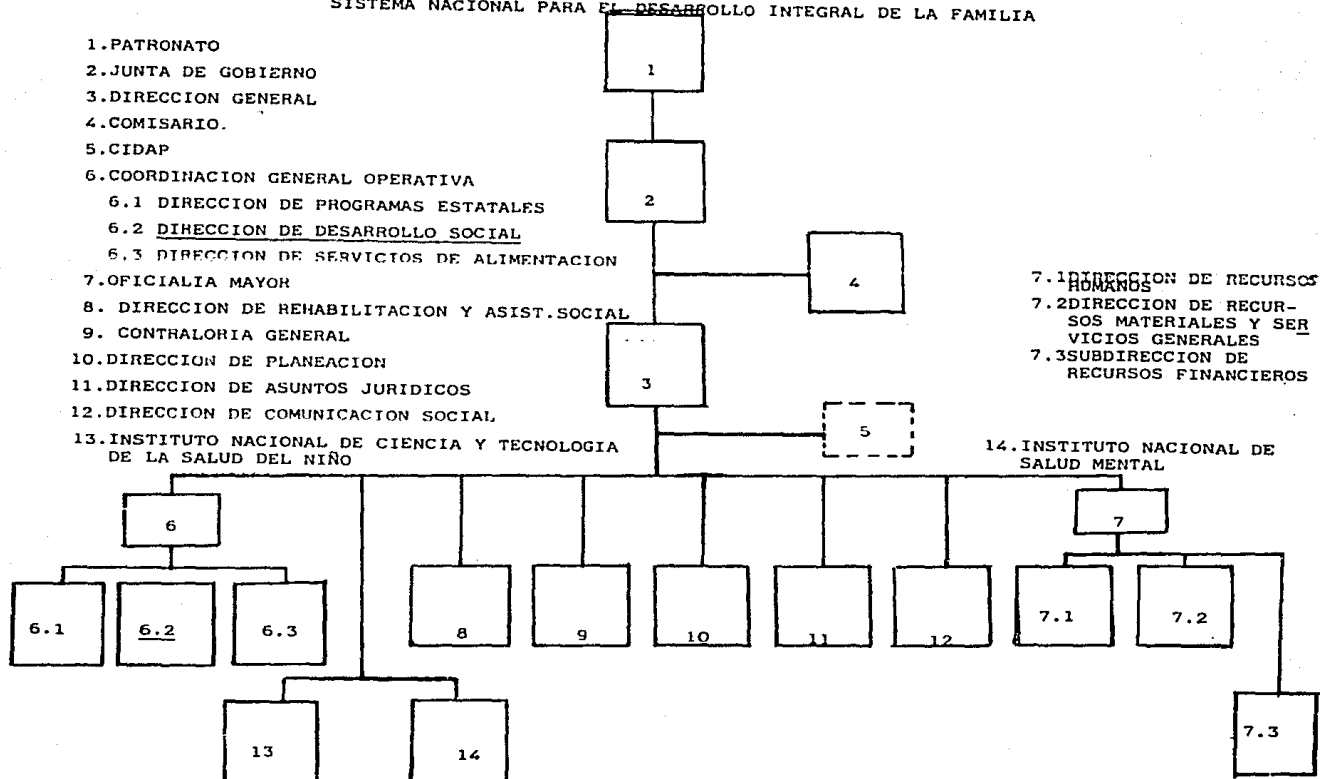 SISTEMA NACIONAL PARA EL DESARROLLO INTEGRAL DE LA FAMILIA
1.PATRONATO
2.JUNTA DE GOBIERNO
3.DIRECCION GENERAL
4.COMISARIO.
5.CIDAP
6.COORDINACION GENERAL OPERATIVA
6.1 DIRECCION DE PROGRAMAS ESTATALES
6.2 DIRECCION DE DESARROLLO SOCIAL
6.3 DIRECCION DE SERVICIOS DE ALIMENTACION
7.OFICIALIA MAYOR
8. DIRECCION DE REHABILITACION Y ASIST.SOCIAL
9. CONTRALORIA GENERAL
10.DIRECCION DE PLANEACION
11.DIRECCION DE ASUNTOS JURIDICOS
12.DIRECCION DE COMUNICACION SOCIAL
13.INSTITUTO NACIONAL DE CIENCIA Y TECNOLOGIA
DE LA SALUD DEL NIÑO
7.1DIRECCION DE RECURSOS
HUMANOS
7.2DIRECCION DE RECUR-
SOS MATERIALES Y SER
VICIOS GENERALES
7.3SUBDIRECCION DE
RECURSOS FINANCIEROS
14.INSTITUTO NACIONAL DE
SALUD MENTAL
1
2
4
3
5
6
7
6.1
6.2
6.3
8
9
10
11
12
7.1
7.2
13
14
7.3